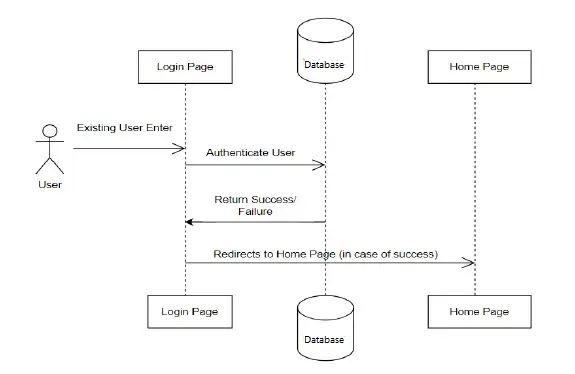 Login Page
Database
Home Page
Existing User Enter
Authenticate User
User
Return Success/
Failure
Redirects to Home Page (in case of success)
Login Page
Database
Home Page